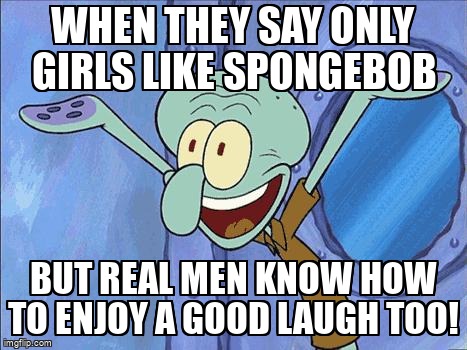 WHEN THEY SAY ONLY
GIRLS LIKE SPONGEBOB
BUT REAL MEN KNOW HOW
TO ENJOY A GOOD LAUGH TOO!
imgflip.com